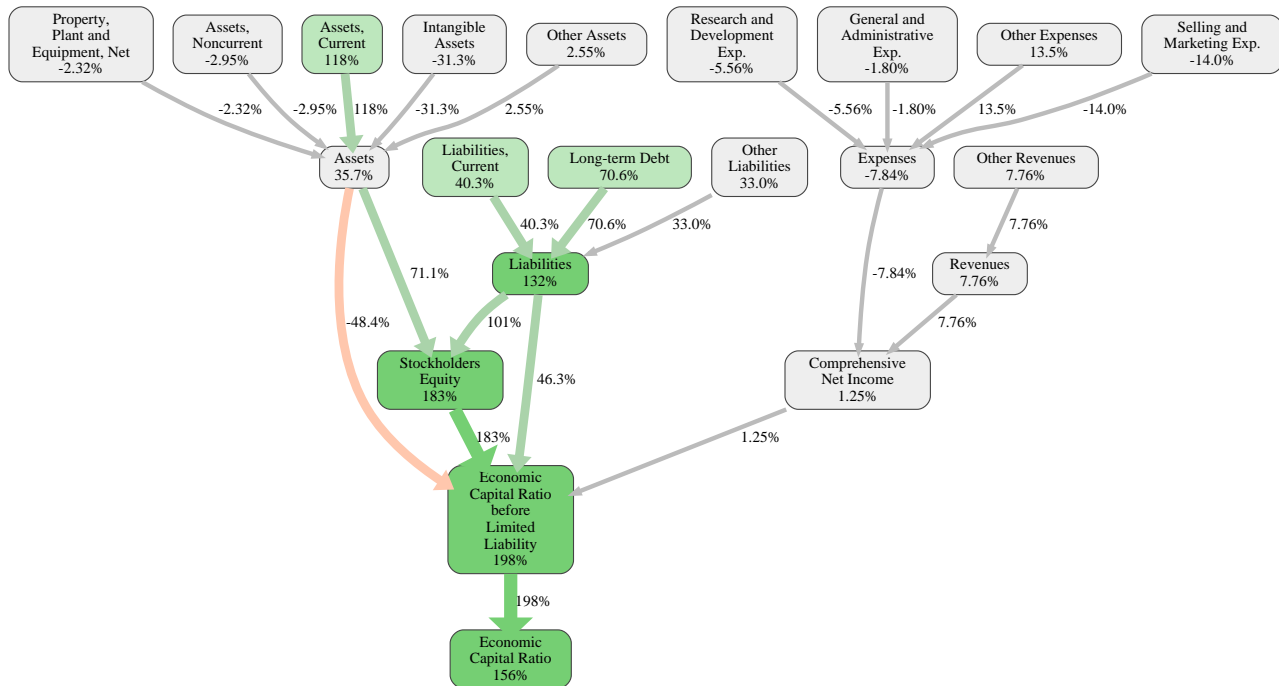 Property,
Plant and
Equipment, Net
-2.32%
Assets,
Noncurrent
-2.95%
Assets,
Current
118%
Intangible
Assets
-31.3%
Other Assets
2.55%
Research and
Development
Exp.
-5.56%
General and
Administrative
Exp.
-1.80%
Other Expenses
13.5%
Selling and
Marketing Exp.
-14.0%
-2.32%
-2.95%
118%
-31.3%
2.55%
-5.56%
-1.80%
13.5%
-14.0%
Assets
35.7%
Liabilities,
Current
40.3%
Long-term Debt
70.6%
Other
Liabilities
33.0%
Expenses
-7.84%
Other Revenues
7.76%
40.3%
70.6%
33.0%
7.76%
71.1%
Liabilities
132%
-7.84%
Revenues
7.76%
-48.4%
101%
7.76%
Stockholders
Equity
183%
46.3%
Comprehensive
Net Income
1.25%
183%
1.25%
Economic
Capital Ratio
before
Limited
Liability
198%
198%
Economic
Capital Ratio
156%